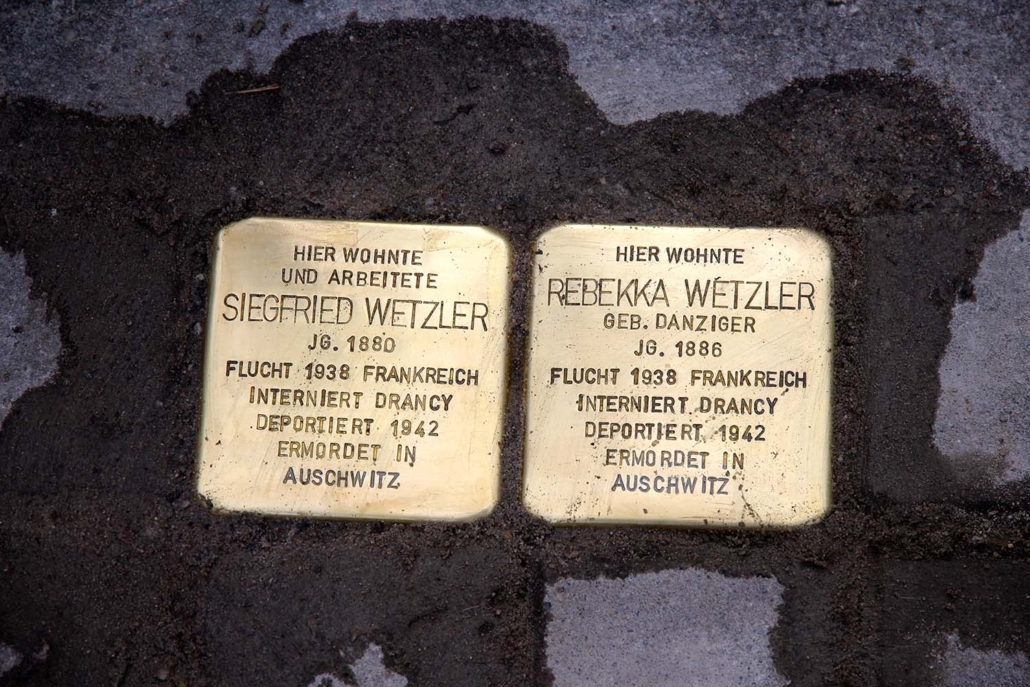 HIER WOHNTE
UND ARBEITETE
SIEGFRIED WETZLER
JG. 1880
FLUCHT 1938 FRANKREICH
INTERNIERT DRANCY
DEPORTIERT 1942
ERMORDET IN
AUSCHWITZ
HIER WOHNTE
REBEKKA WETZLER
GEB. DANZIGER
JG. 1886
FLUCHT 1938 FRANKREICH
INTERNIERT DRANCY
DEPORTIERT 1942
ERMORDET IN
AUSCHWITZ